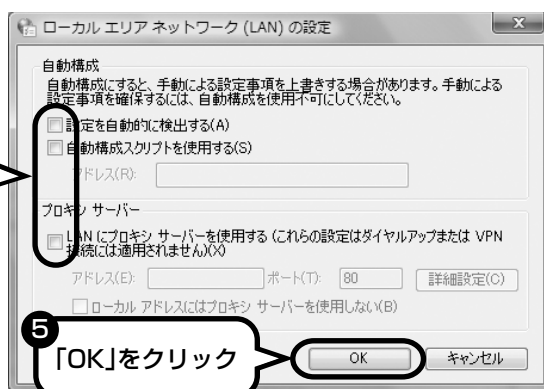 ローカル エリア ネットワーク (LAN) の設定
自動構成
自動構成にすると、手動による設定事項を上書きする場合があります。手動による
設定事項を確保するには、自動構成を使用不可にしてください。
設定を自動的に検出する(A)
自動構成スクリプトを使用する(S)
アドレス(R):
プロキシ サーバー
LAN にプロキシ サーバーを使用する (これらの設定はダイヤルアップまたは VPN
接続には適用されません)(X)
アドレス(E): ポート(T): 80 詳細設定(C)
ローカル アドレスにはプロキシ サーバーを使用しない(B)
5
「OK」をクリック
OK キャンセル